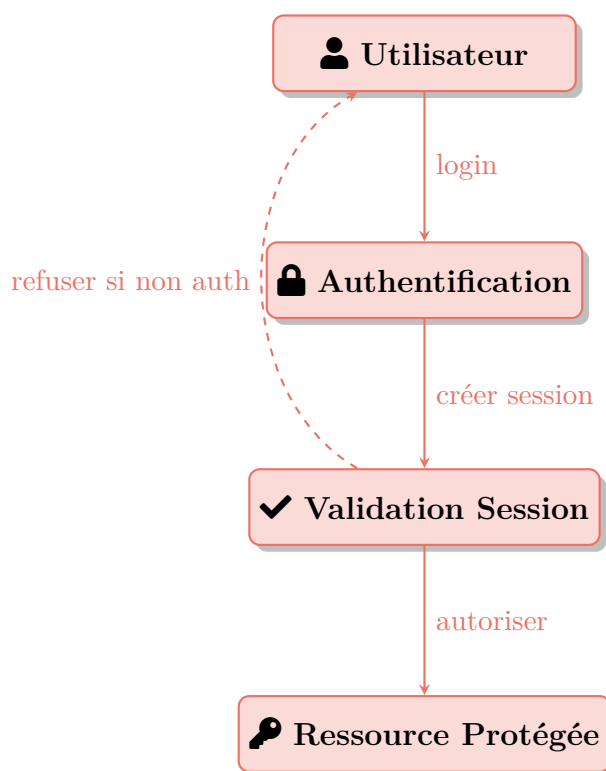 Utilisateur
login
refuser si non auth
Authentification
créer session
Validation Session
autoriser
Ressource Protégée